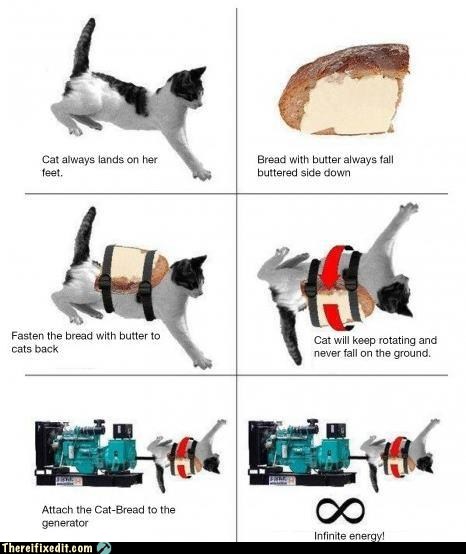 Cat always lands on her
feet.
Bread with butter always fall
buttered side down
Fasten the bread with butter to
cats back
Cat will keep rotating and
never fall on the ground.
Attach the Cat-Bread to the
generator
Infinite energy!
Thereifixedit.com